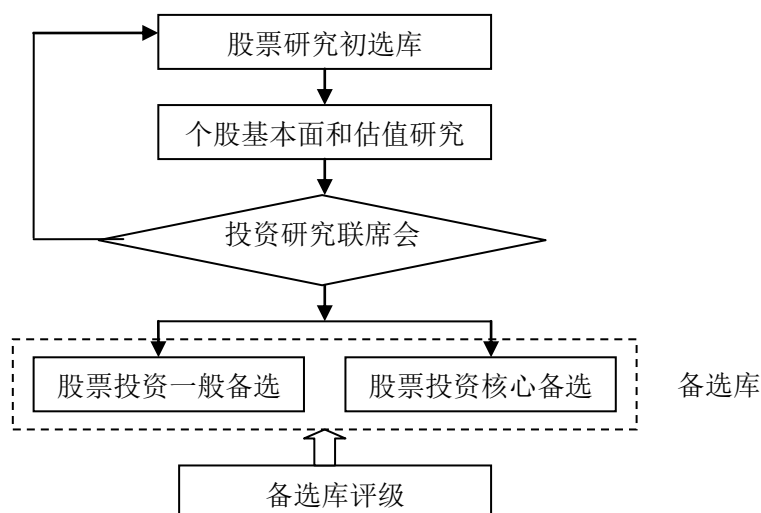 股票研究初选库
个股基本面和估值研究
投资研究联席会
股票投资一般备选
股票投资核心备选
备选库
备选库评级